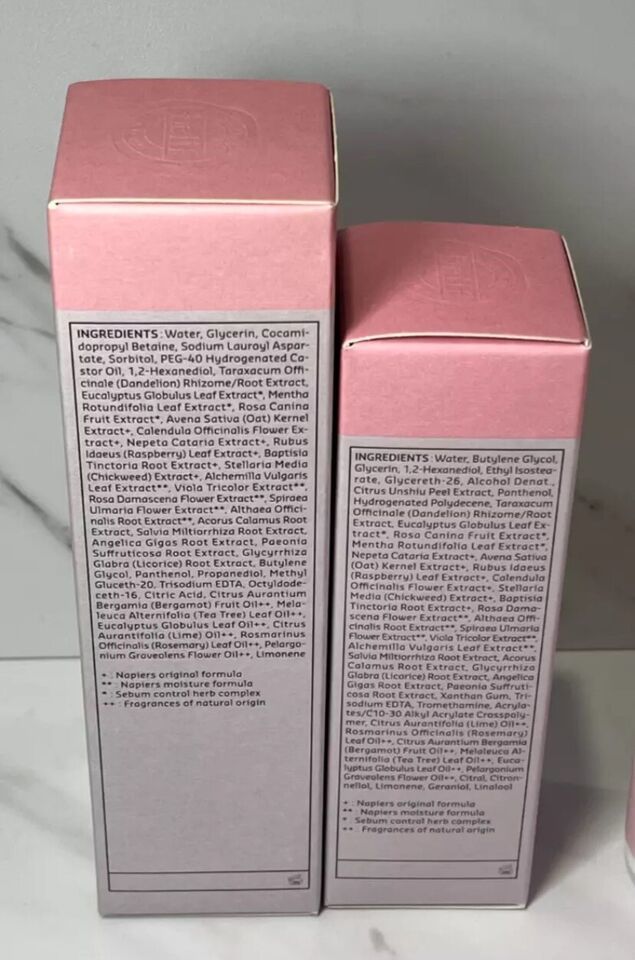 INGREDIENTS : Water, Glycerin, Cocami-
dopropyl Betaine, Sodium Lauroyl Aspar-
tate, Sorbitol, PEG-40 Hydrogenated Ca-
stor Oil, 1,2-Hexanediol, Taraxacum Offi-
cinale (Dandelion) Rhizome/Root Extract,
Eucalyptus Globulus Leaf Extract*, Mentha
Rotundifolia Leaf Extract*, Rosa Canina
Fruit Extract*, Avena Sativa (Oat) Kernel
Extract+, Calendula Officinalis Flower Ex-
tract+, Nepeta Cataria Extract+, Rubus
Idaeus (Raspberry) Leaf Extract+, Baptisia
Tinctoria Root Extract+, Stellaria Media
(Chickweed) Extract+, Alchemilla Vulgaris
Leaf Extract**, Viola Tricolor Extract**,
Rosa Damascena Flower Extract**, Spiraea
Ulmaria Flower Extract**, Althaea Offici-
nalis Root Extract**, Acorus Calamus Root
Extract, Salvia Miltiorrhiza Root Extract,
Angelica Gigas Root Extract, Paeonia
Suffruticosa Root Extract, Glycyrrhiza
Glabra (Licorice) Root Extract, Butylene
Glycol, Panthenol, Propanediol, Methyl
Gluceth-20, Trisodium EDTA, Octyldode-
ceth-16, Citric Acid, Citrus Aurantium
Bergamia (Bergamot) Fruit Oil++, Mela-
leuca Alternifolia (Tea Tree) Leaf Oil++,
Eucalyptus Globulus Leaf Oil++, Citrus
Aurantifolia (Lime) Oil++, Rosmarinus
Officinalis (Rosemary) Leaf Oil++, Pelargo-
nium Graveolens Flower Oil++, Limonene
+ : Napiers original formula
** : Napiers moisture formula
* : Sebum control herb complex
++ : Fragrances of natural origin
INGREDIENTS : Water, Butylene Glycol,
Glycerin, 1,2-Hexanediol, Ethyl Isostea-
rate, Glycereth-26, Alcohol Denat.,
Citrus Unshiu Peel Extract, Panthenol,
Hydrogenated Polydecene, Taraxacum
Officinale (Dandelion) Rhizome/Root
Extract, Eucalyptus Globulus Leaf Ex-
tract*, Rosa Canina Fruit Extract*,
Mentha Rotundifolia Leaf Extract*,
Nepeta Cataria Extract+, Avena Sativa
(Oat) Kernel Extract+, Rubus Idaeus
(Raspberry) Leaf Extract+, Calendula
Officinalis Flower Extract+, Stellaria
Media (Chickweed) Extract+, Baptisia
Tinctoria Root Extract+, Rosa Dama-
scena Flower Extract**, Althaea Offi-
cinalis Root Extract**, Spiraea Ulmaria
Flower Extract**, Viola Tricolor Extract**,
Alchemilla Vulgaris Leaf Extract**,
Salvia Miltiorrhiza Root Extract, Acorus
Calamus Root Extract, Glycyrrhiza
Glabra (Licorice) Root Extract, Angelica
Gigas Root Extract, Paeonia Suffruti-
cosa Root Extract, Xanthan Gum, Tri-
sodium EDTA, Tromethamine, Acryla-
tes/C10-30 Alkyl Acrylate Crosspoly-
mer, Citrus Aurantifolia (Lime) Oil++,
Rosmarinus Officinalis (Rosemary)
Leaf Oil++, Citrus Aurantium Bergamia
(Bergamot) Fruit Oil++, Melaleuca Al-
ternifolia (Tea Tree) Leaf Oil++, Euca-
lyptus Globulus Leaf Oil++, Pelargonium
Graveolens Flower Oil++, Citral, Citron-
nellol, Limonene, Geraniol, Linalool
+ : Napiers original formula
** : Napiers moisture formula
* : Sebum control herb complex
++ : Fragrances of natural origin